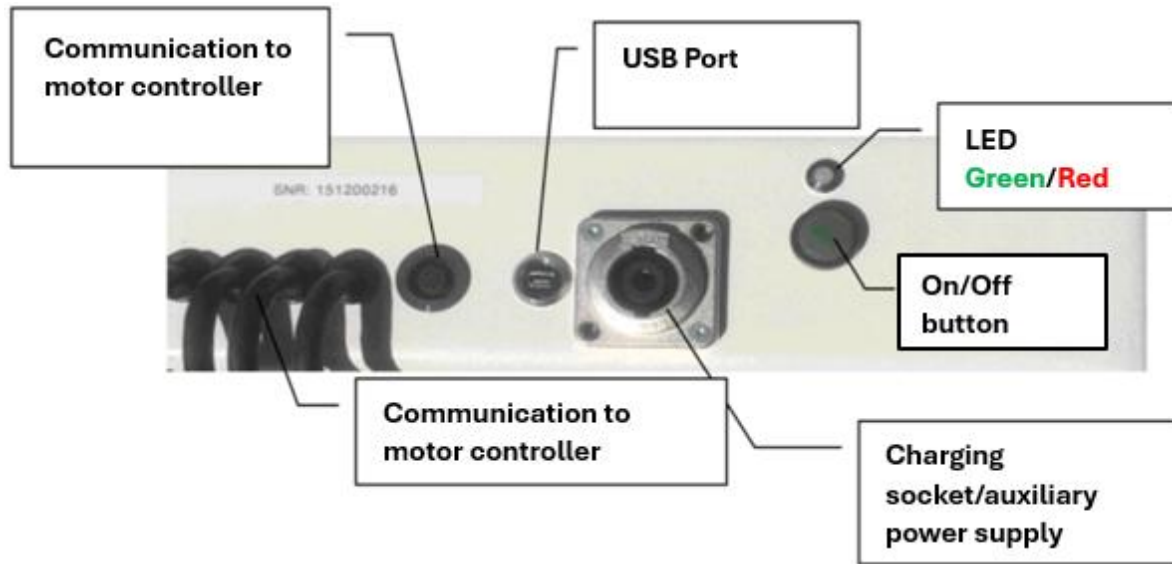 Communication to
motor controller
USB Port
LED
Green/Red
SNR: 151200216
On/Off
button
Communication to
motor controller
Charging
socket/auxiliary
power supply